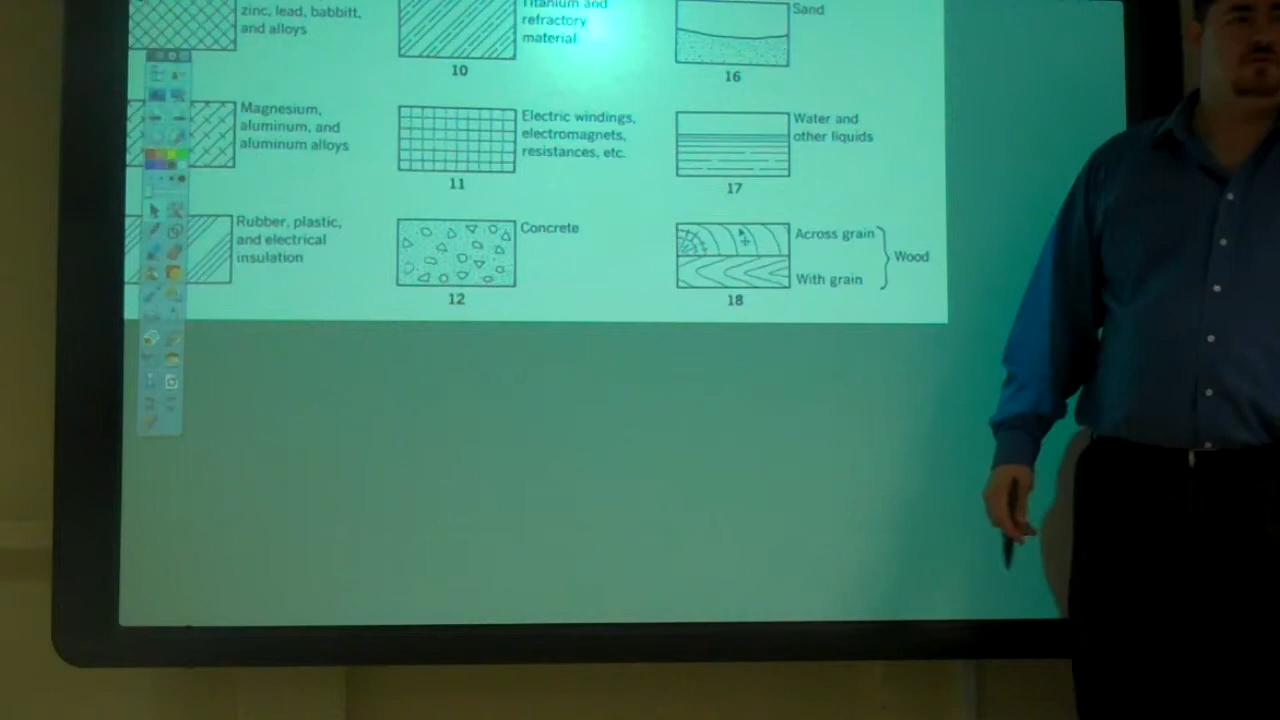 zinc, lead, babbitt,
and alloys
Titanium and
refractory
material
10
Sand
16
Magnesium,
aluminum, and
aluminum alloys
Electric windings,
electromagnets,
resistances, etc.
11
Water and
other liquids
17
Rubber, plastic,
and electrical
insulation
Concrete
12
Across grain
With grain
Wood
18